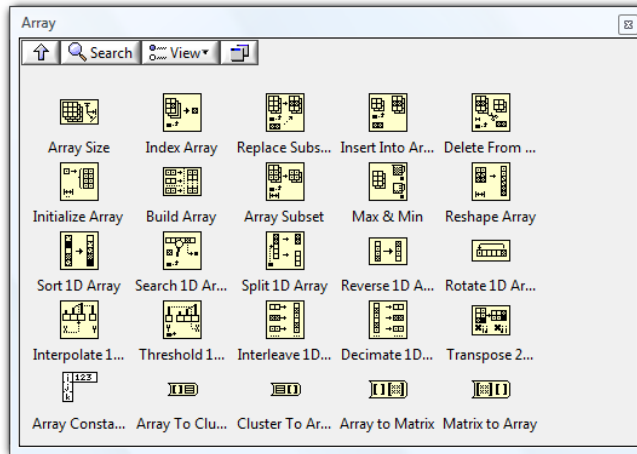 Array
Search View
Array Size Index Array Replace Subs... Insert Into Ar... Delete From ...
Initialize Array Build Array Array Subset Max & Min Reshape Array
Sort 1D Array Search 1D Ar... Split 1D Array Reverse 1D A... Rotate 1D Ar...
Interpolate 1... Threshold 1... Interleave 1D... Decimate 1D... Transpose 2...
123
Array Consta... Array To Clu... Cluster To Ar... Array to Matrix Matrix to Array